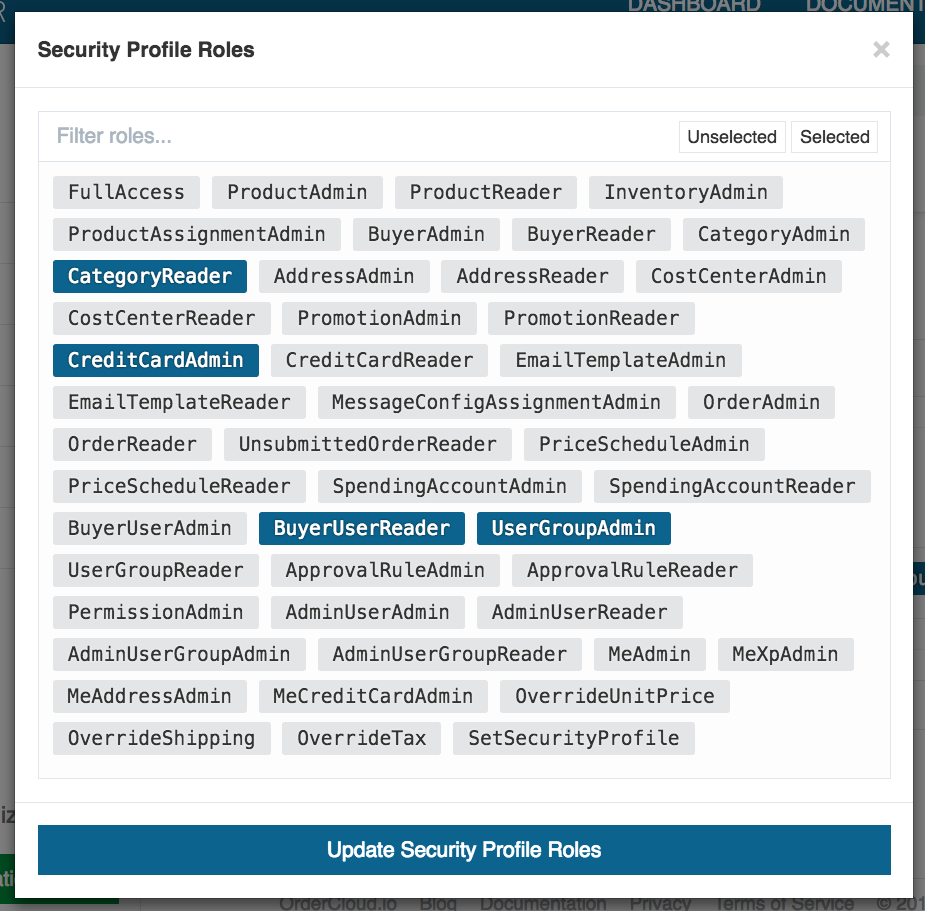 DASHBOARD DOCUMENT
Security Profile Roles ×
Filter roles... Unselected Selected
FullAccess ProductAdmin ProductReader InventoryAdmin
ProductAssignmentAdmin BuyerAdmin BuyerReader CategoryAdmin
CategoryReader AddressAdmin AddressReader CostCenterAdmin
CostCenterReader PromotionAdmin PromotionReader
CreditCardAdmin CreditCardReader EmailTemplateAdmin
EmailTemplateReader MessageConfigAssignmentAdmin OrderAdmin
OrderReader UnsubmittedOrderReader PriceScheduleAdmin
PriceScheduleReader SpendingAccountAdmin SpendingAccountReader
BuyerUserAdmin BuyerUserReader UserGroupAdmin
UserGroupReader ApprovalRuleAdmin ApprovalRuleReader
PermissionAdmin AdminUserAdmin AdminUserReader
AdminUserGroupAdmin AdminUserGroupReader MeAdmin MeXpAdmin
MeAddressAdmin MeCreditCardAdmin OverrideUnitPrice
OverrideShipping OverrideTax SetSecurityProfile
Update Security Profile Roles
OrderCloud.io Blog Documentation Privacy Terms of Service © 201